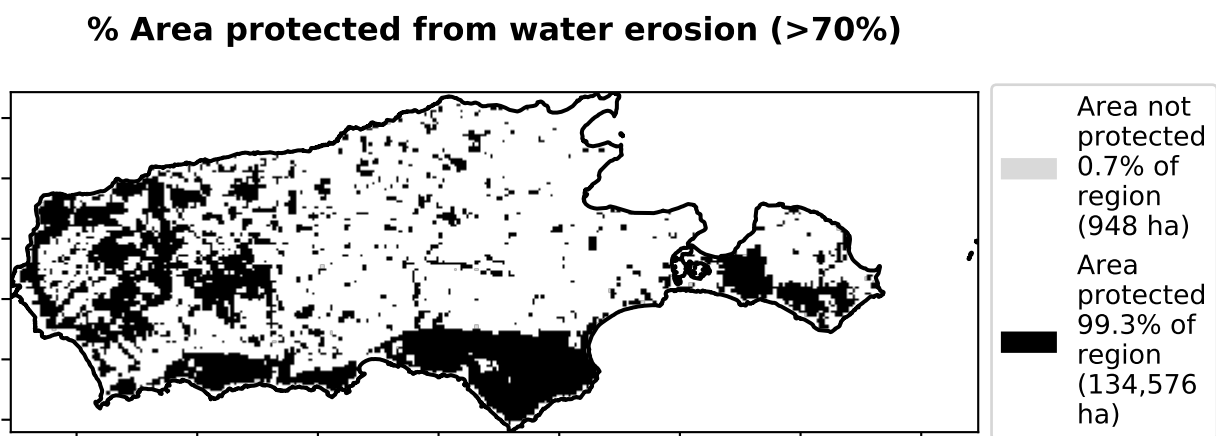 % Area protected from water erosion (>70%)
Area not
protected
0.7% of
region
(948 ha)
Area
protected
99.3% of
region
(134,576
ha)